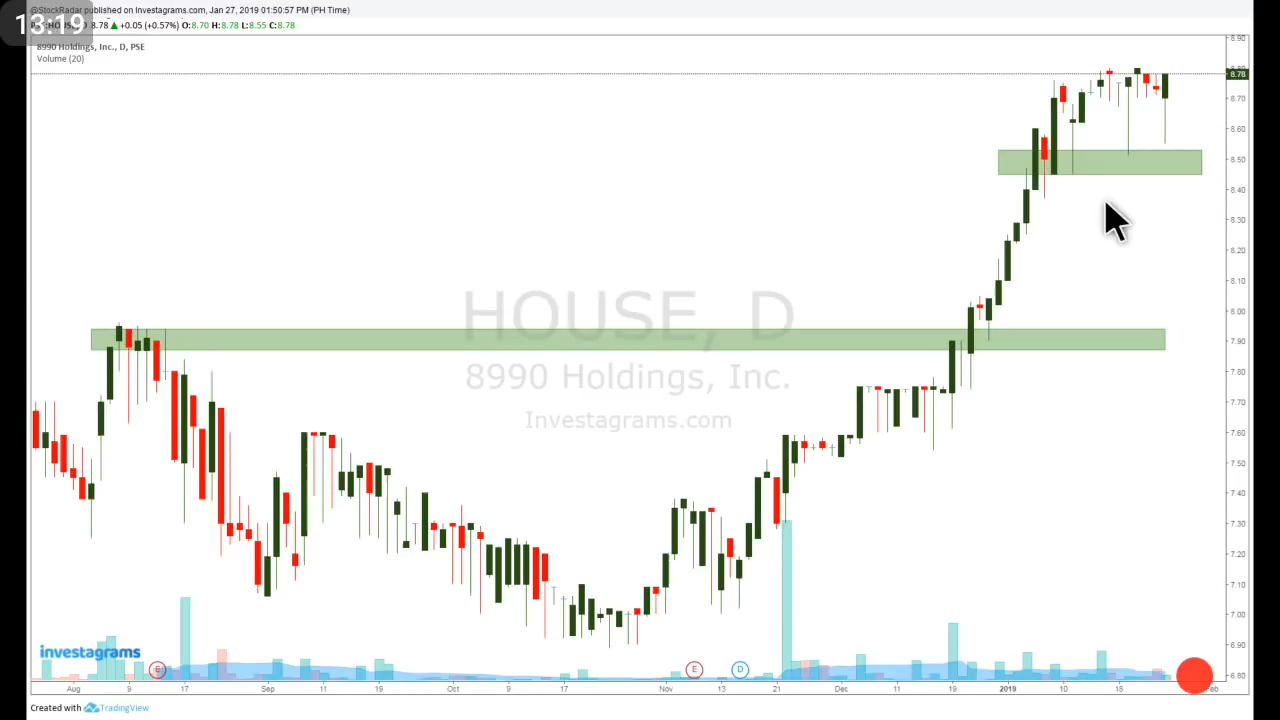 @StockRadar published on Investagrams.com, Jan 27, 2019 01:50:57 PM (PH Time)
13:19
8.78 ▲ +0.05 (+0.57%) O:8.70 H:8.78 L:8.55 C:8.78
8990 Holdings, Inc., D, PSE
Volume (20)
8.90
8.78
8.70
8.60
8.50
8.40
8.30
8.20
8.10
8.00
7.90
7.80
7.70
7.60
7.50
7.40
7.30
7.20
7.10
7.00
6.90
6.80
HOUSE, D
8990 Holdings, Inc.
Investagrams.com
investagrams
E E D
Aug 9 17 Sep 11 19 Oct 9 17 Nov 13 21 Dec 11 19 2019 10 18
Created with TradingView